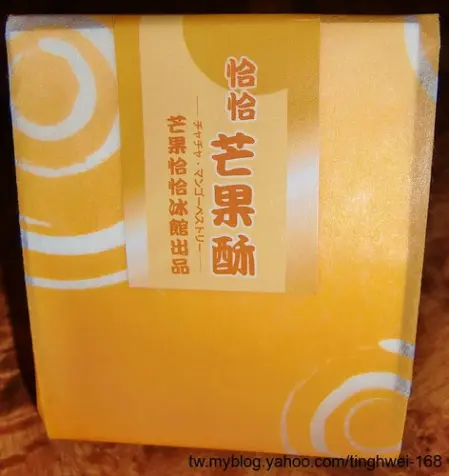 恰恰
芒果酥
チャチャ・マンゴーペストリー
芒果恰恰冰館出品
tw.myblog.yahoo.com/tinghwei-168